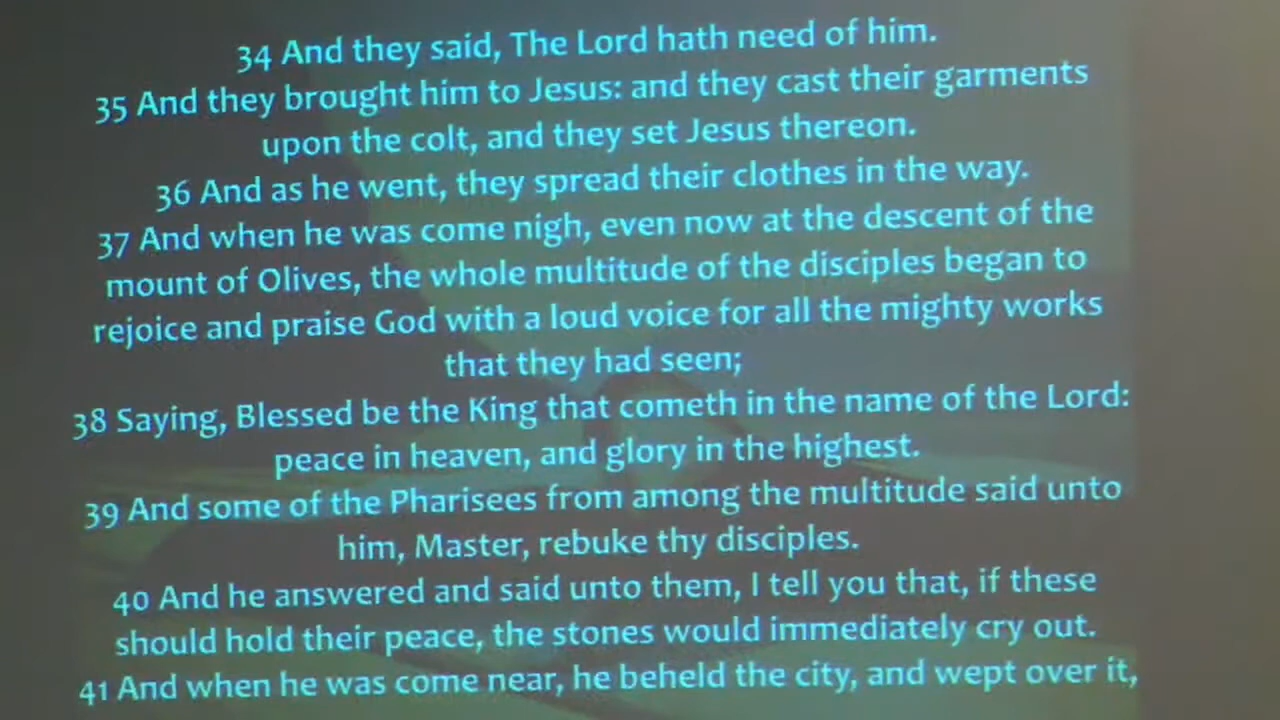 34 And they said, The Lord hath need of him.
35 And they brought him to Jesus: and they cast their garments
upon the colt, and they set Jesus thereon.
36 And as he went, they spread their clothes in the way.
37 And when he was come nigh, even now at the descent of the
mount of Olives, the whole multitude of the disciples began to
rejoice and praise God with a loud voice for all the mighty works
that they had seen;
38 Saying, Blessed be the King that cometh in the name of the Lord:
peace in heaven, and glory in the highest.
39 And some of the Pharisees from among the multitude said unto
him, Master, rebuke thy disciples.
40 And he answered and said unto them, I tell you that, if these
should hold their peace, the stones would immediately cry out.
41 And when he was come near, he beheld the city, and wept over it,